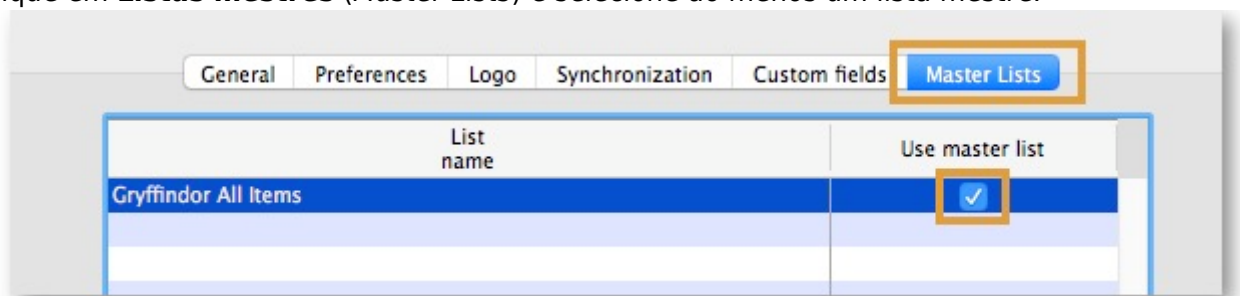 ique em Listas mestres (Master Lists) e selecione ao menos um lista mestre.
General Preferences Logo Synchronization Custom fields Master Lists
List Use master list
name
Gryffindor All Items